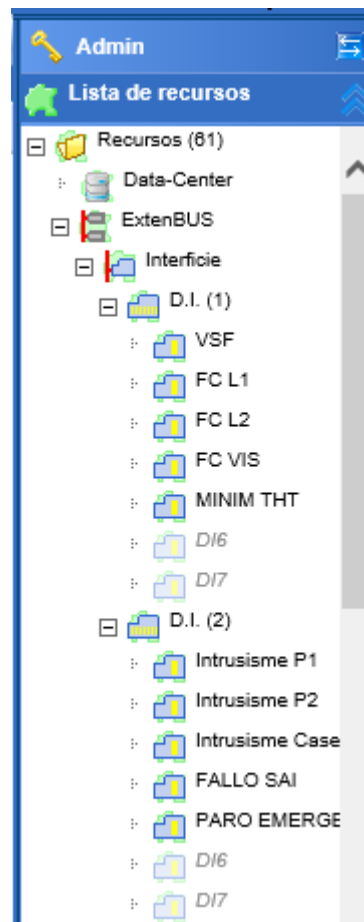 Admin
Lista de recursos
Recursos (61)
Data-Center
ExtenBUS
Interficie
D.I. (1)
VSF
FC L1
FC L2
FC VIS
MINIM THT
DI6
DI7
D.I. (2)
Intrusisme P1
Intrusisme P2
Intrusisme Case
FALLO SAI
PARO EMERGE
DI6
DI7